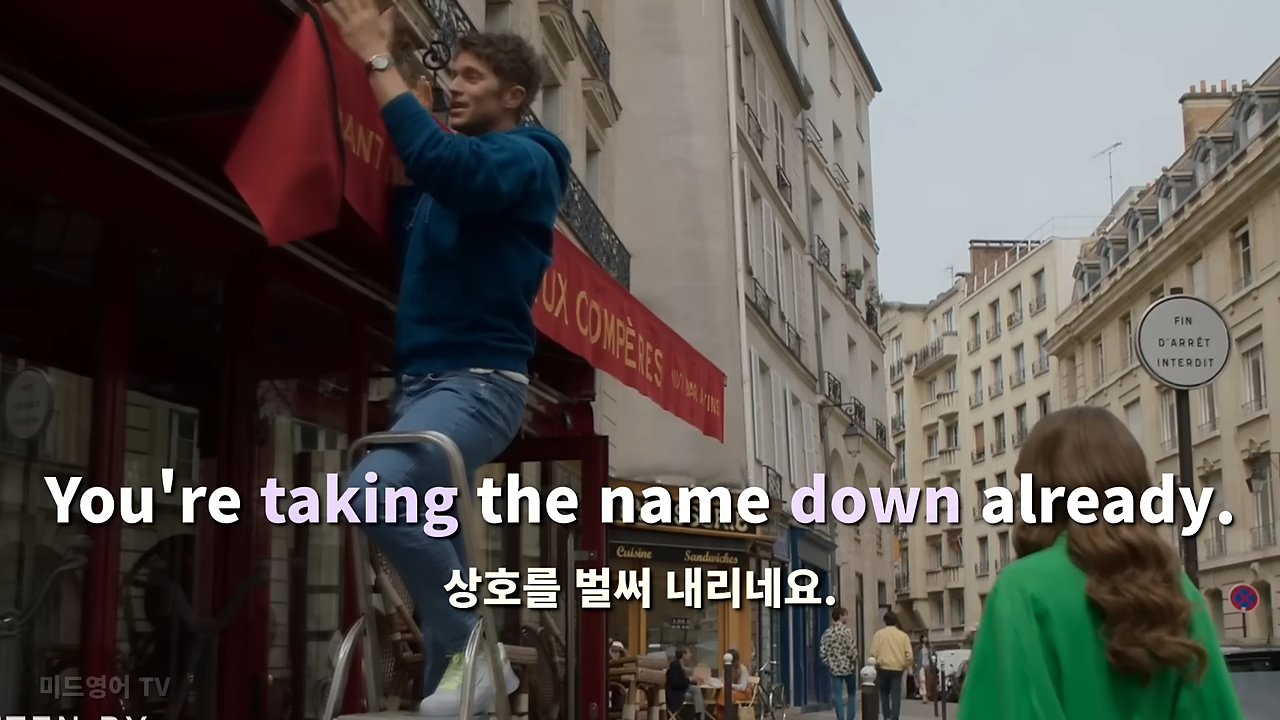 UX COMPÈRES
FIN
D'ARRÊT
INTERDIT
You're taking the name down already.
Cuisine Sandwiches
상호를 벌써 내리네요.
미드영어 TV